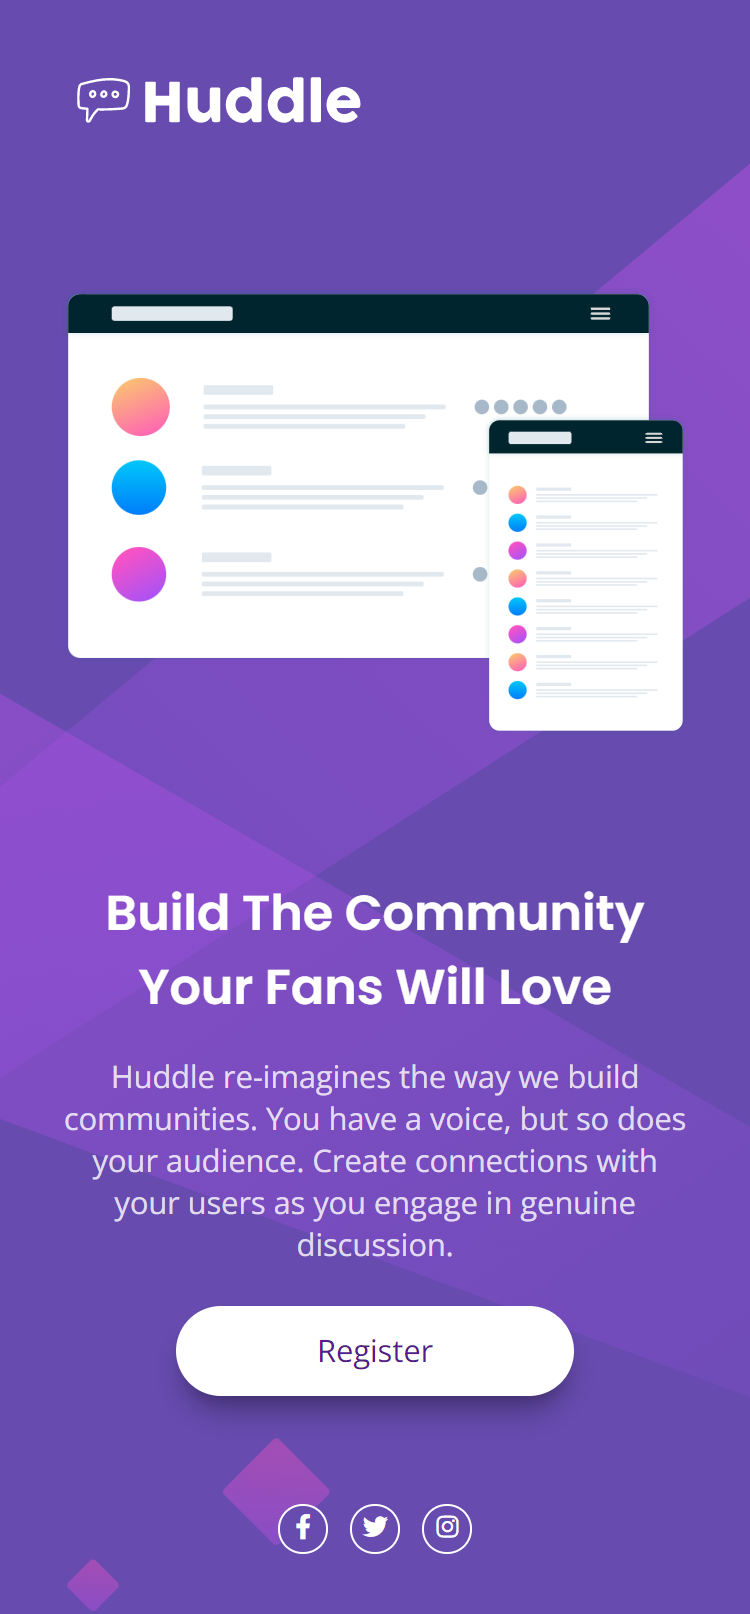 Huddle
Build The Community
Your Fans Will Love
Huddle re-imagines the way we build
communities. You have a voice, but so does
your audience. Create connections with
your users as you engage in genuine
discussion.
Register